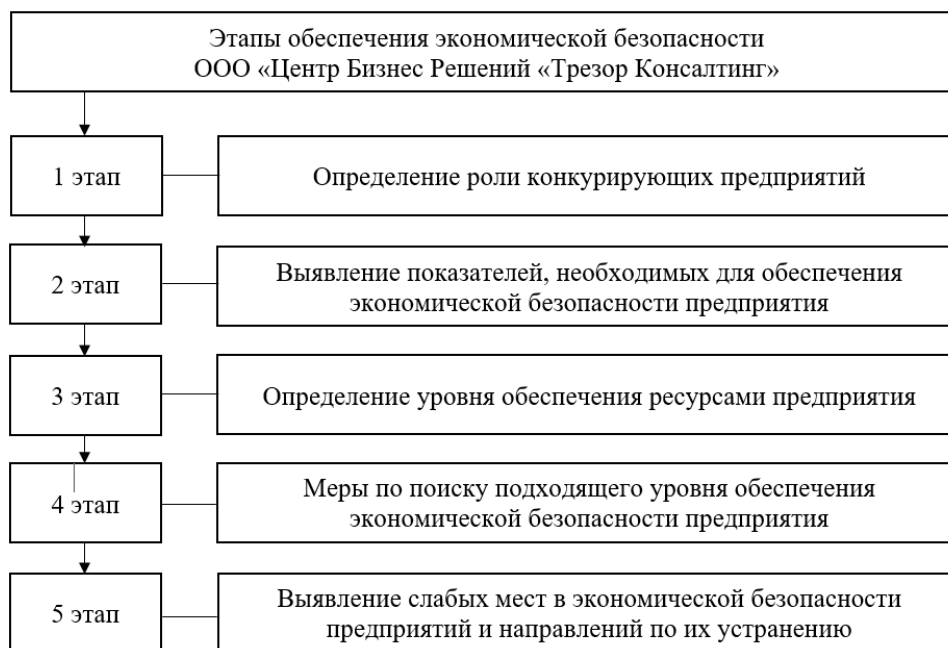 Этапы обеспечения экономической безопасности
ООО «Центр Бизнес Решений «Трезор Консалтинг»
1 этап
Определение роли конкурирующих предприятий
2 этап
Выявление показателей, необходимых для обеспечения
экономической безопасности предприятия
3 этап
Определение уровня обеспечения ресурсами предприятия
4 этап
Меры по поиску подходящего уровня обеспечения
экономической безопасности предприятия
5 этап
Выявление слабых мест в экономической безопасности
предприятий и направлений по их устранению